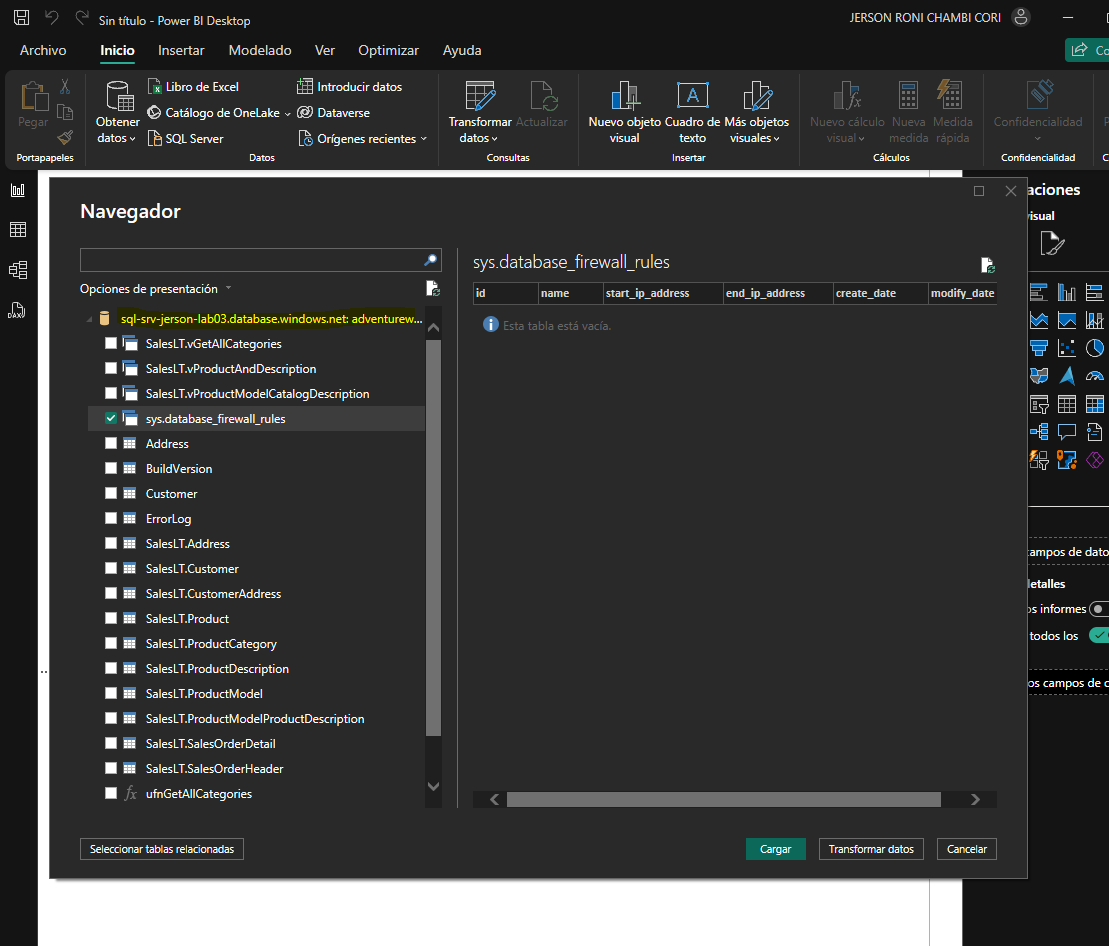 Sin título - Power BI Desktop
JERSON RONI CHAMBI CORI
Archivo
Inicio
Insertar
Modelado
Ver
Optimizar
Ayuda
Co
Pegar
Portapapeles
Obtener
datos
Libro de Excel
Catálogo de OneLake
SQL Server
Introducir datos
Dataverse
Orígenes recientes
Datos
Transformar
datos
Actualizar
Consultas
Nuevo objeto
visual
A
Cuadro de
texto
Más objetos
visuales
Insertar
Nuevo cálculo
visual
Nueva
medida
Medida
rápida
Cálculos
Confidencialidad
Confidencialidad
Navegador
Opciones de presentación
sql-srv-jerson-lab03.database.windows.net: adventurew...
SalesLT.vGetAllCategories
SalesLT.vProductAndDescription
SalesLT.vProductModelCatalogDescription
sys.database_firewall_rules
Address
BuildVersion
Customer
ErrorLog
SalesLT.Address
SalesLT.Customer
SalesLT.CustomerAddress
SalesLT.Product
SalesLT.ProductCategory
SalesLT.ProductDescription
SalesLT.ProductModel
SalesLT.ProductModelProductDescription
SalesLT.SalesOrderDetail
SalesLT.SalesOrderHeader
fx ufnGetAllCategories
sys.database_firewall_rules
id name start_ip_address end_ip_address create_date modify_date
Esta tabla está vacía.
Seleccionar tablas relacionadas
Cargar
Transformar datos
Cancelar
aciones
visual
campos de dato
detalles
os informes
todos los
os campos de c